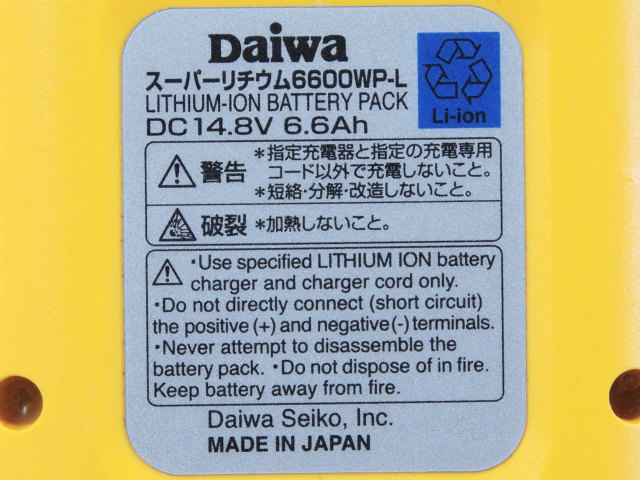 Daiwa
スーパーリチウム6600WP-L
LITHIUM-ION BATTERY PACK
DC14.8V 6.6Ah
Li-ion
警告 *指定充電器と指定の充電専用
コード以外で充電しないこと。
*短絡・分解・改造しないこと。
破裂 *加熱しないこと。
・Use specified LITHIUM ION battery
charger and charger cord only.
・Do not directly connect (short circuit)
the positive (+) and negative(-) terminals.
・Never attempt to disassemble the
battery pack. ・Do not dispose of in fire.
Keep battery away from fire.
Daiwa Seiko, Inc.
MADE IN JAPAN